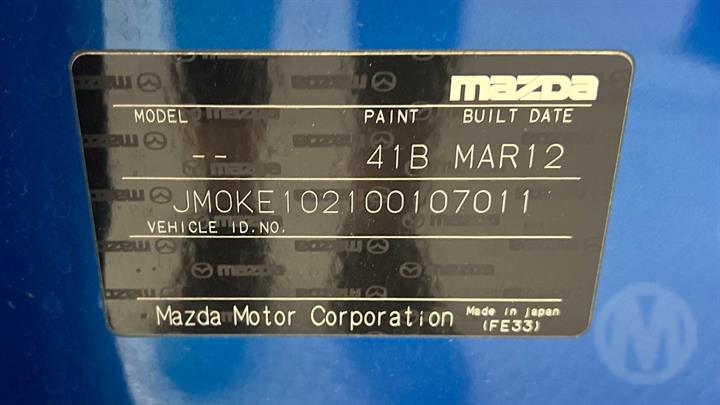 mazda
MODEL PAINT BUILT DATE
-- 41B MAR12
JM0KE102100107011
VEHICLE ID.NO.
Mazda Motor Corporation Made in japan
(FE33)
M